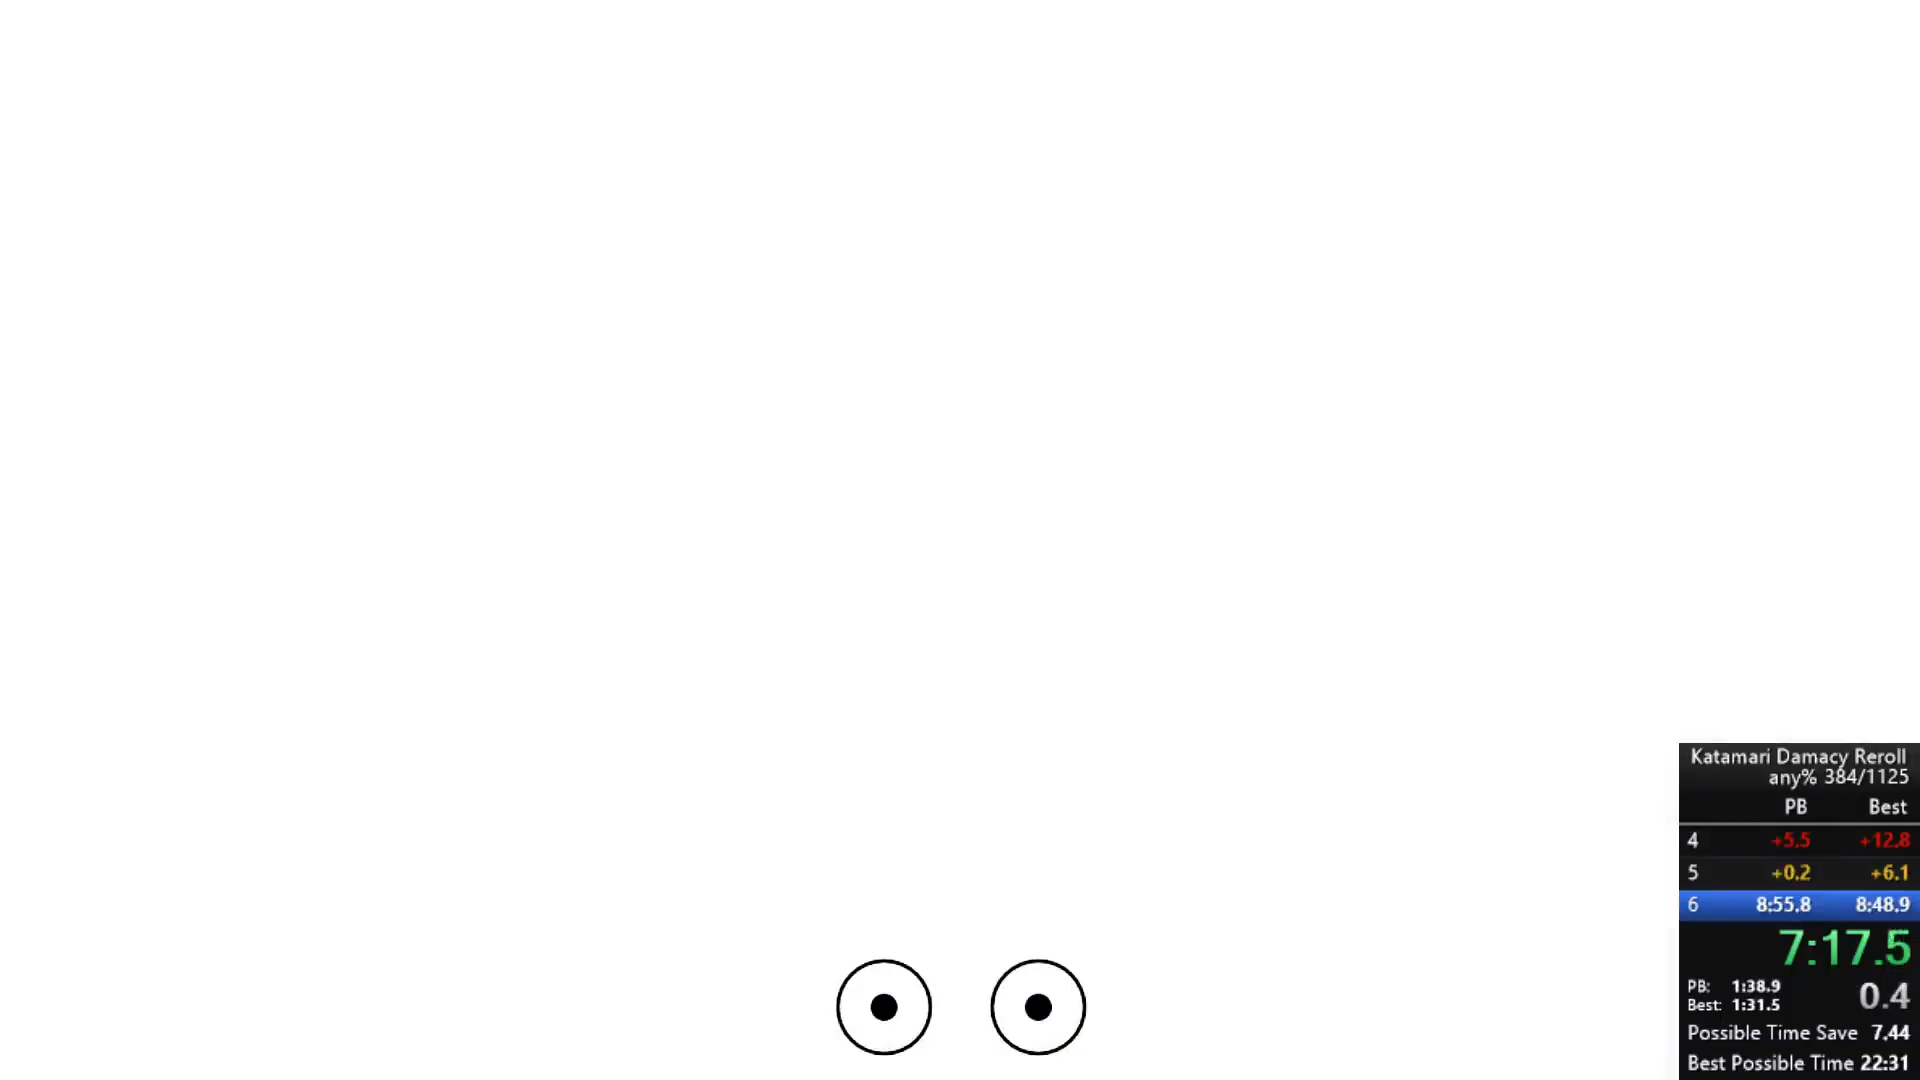 Katamari Damacy Reroll
any% 384/1125
PB Best
4 +5.5 +12.8
5 +0.2 +6.1
6 8:55.8 8:48.9
7:17.5
PB: 1:38.9 0.4
Best: 1:31.5
Possible Time Save 7.44
Best Possible Time 22:31